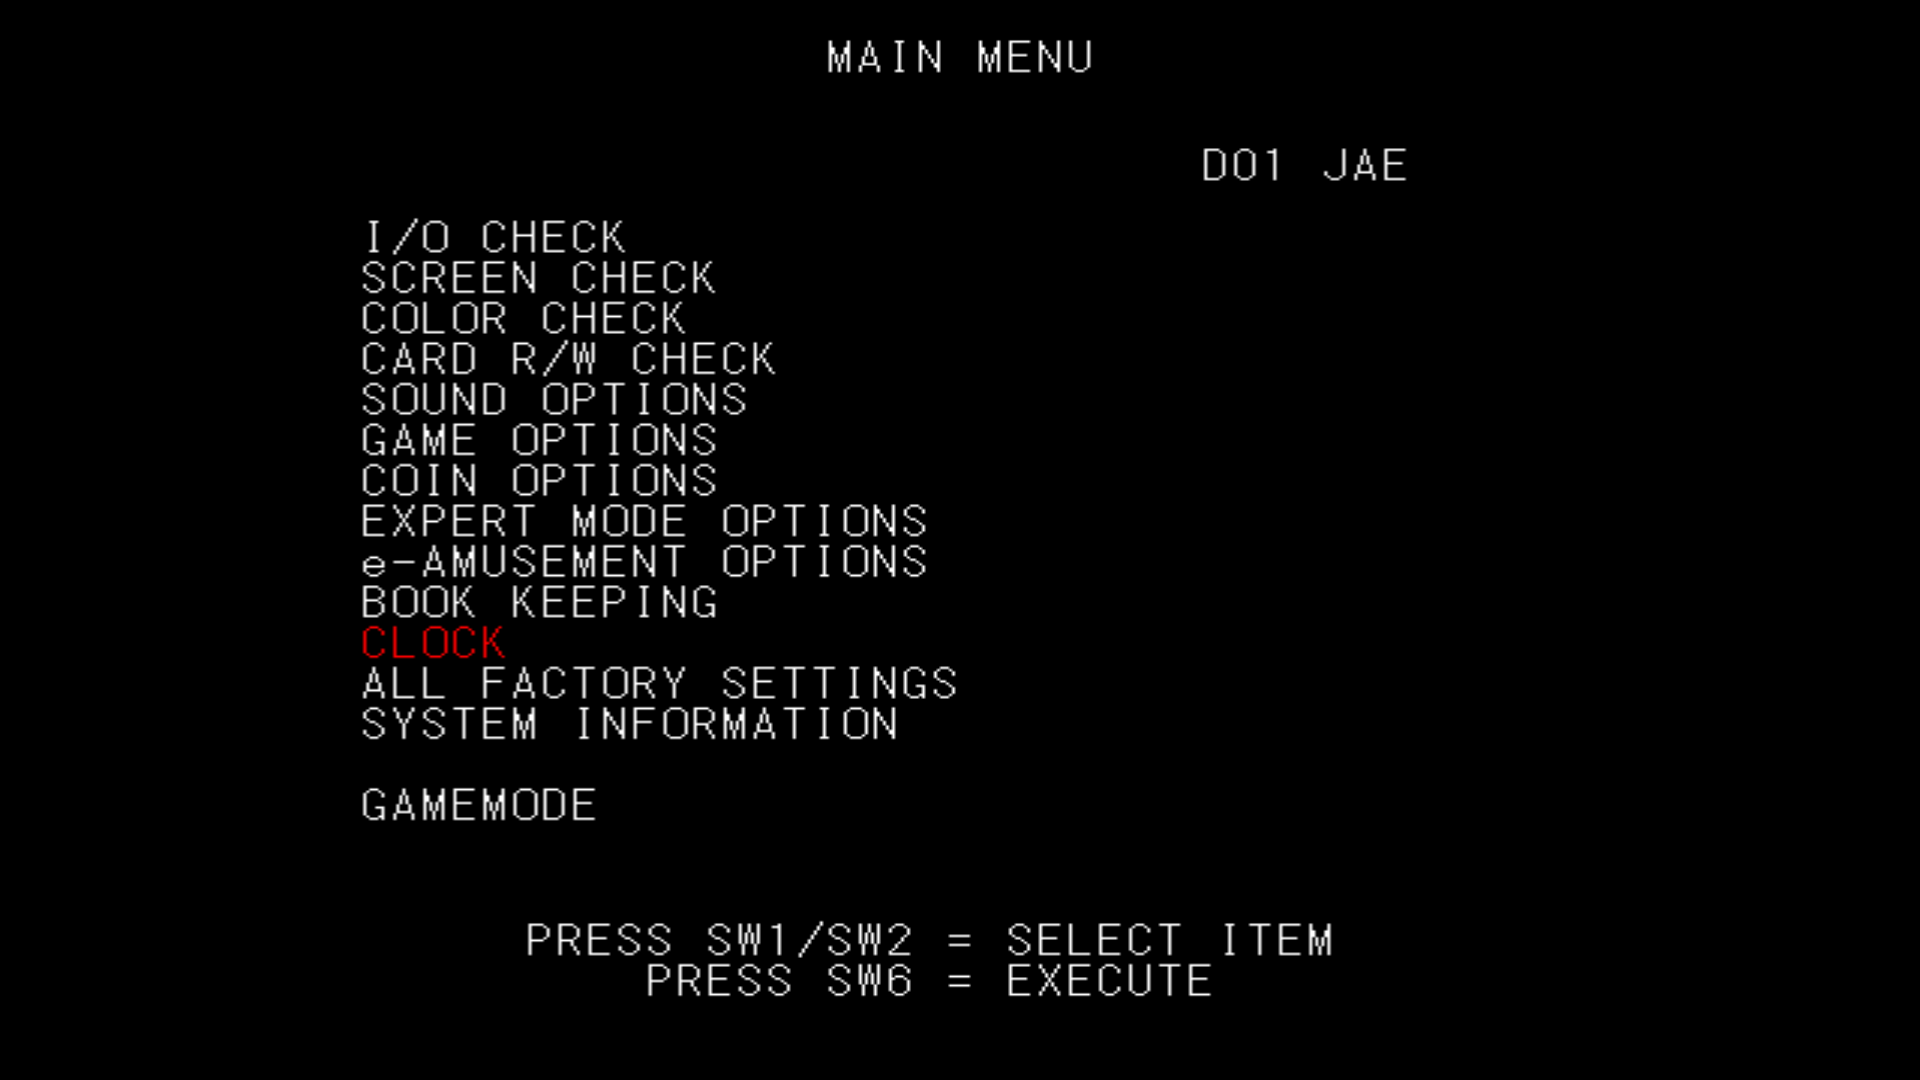 MAIN MENU
DO1 JAE
I/O CHECK
SCREEN CHECK
COLOR CHECK
CARD R/W CHECK
SOUND OPTIONS
GAME OPTIONS
COIN OPTIONS
EXPERT MODE OPTIONS
e-AMUSEMENT OPTIONS
BOOK KEEPING
CLOCK
ALL FACTORY SETTINGS
SYSTEM INFORMATION
GAMEMODE
PRESS SW1/SW2 = SELECT ITEM
PRESS SW6 = EXECUTE